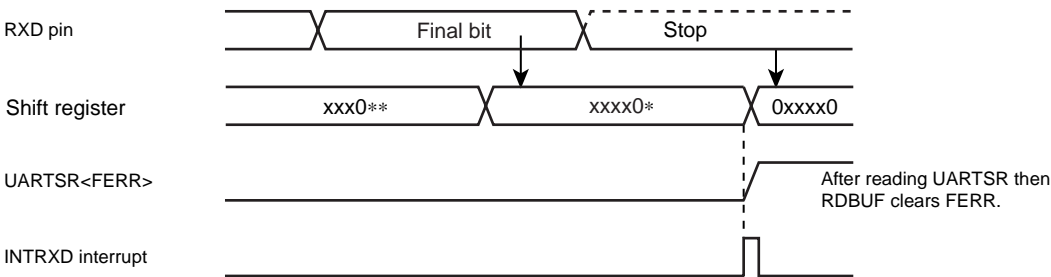 RXD pin
Final bit
Stop
Shift register
xxx0**
xxxx0*
0xxxx0
UARTSR<FERR>
After reading UARTSR then
RDBUF clears FERR.
INTRXD interrupt